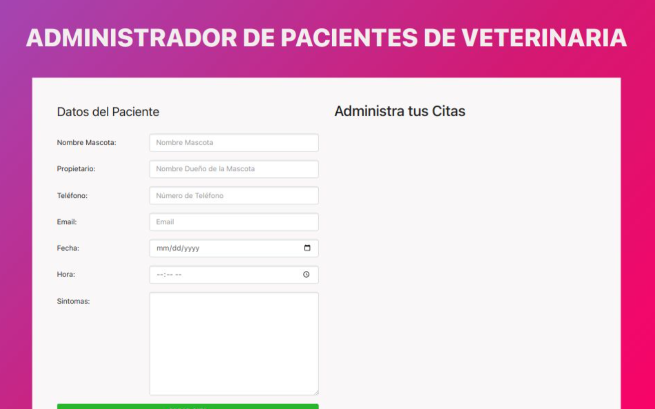 ADMINISTRADOR DE PACIENTES DE VETERINARIA
Datos del Paciente
Nombre Mascota: Nombre Mascota
Propietario: Nombre Dueño de la Mascota
Teléfono: Número de Teléfono
Email: Email
Fecha: mm/dd/yyyy
Hora: --:-- --
Sintomas:
Administra tus Citas